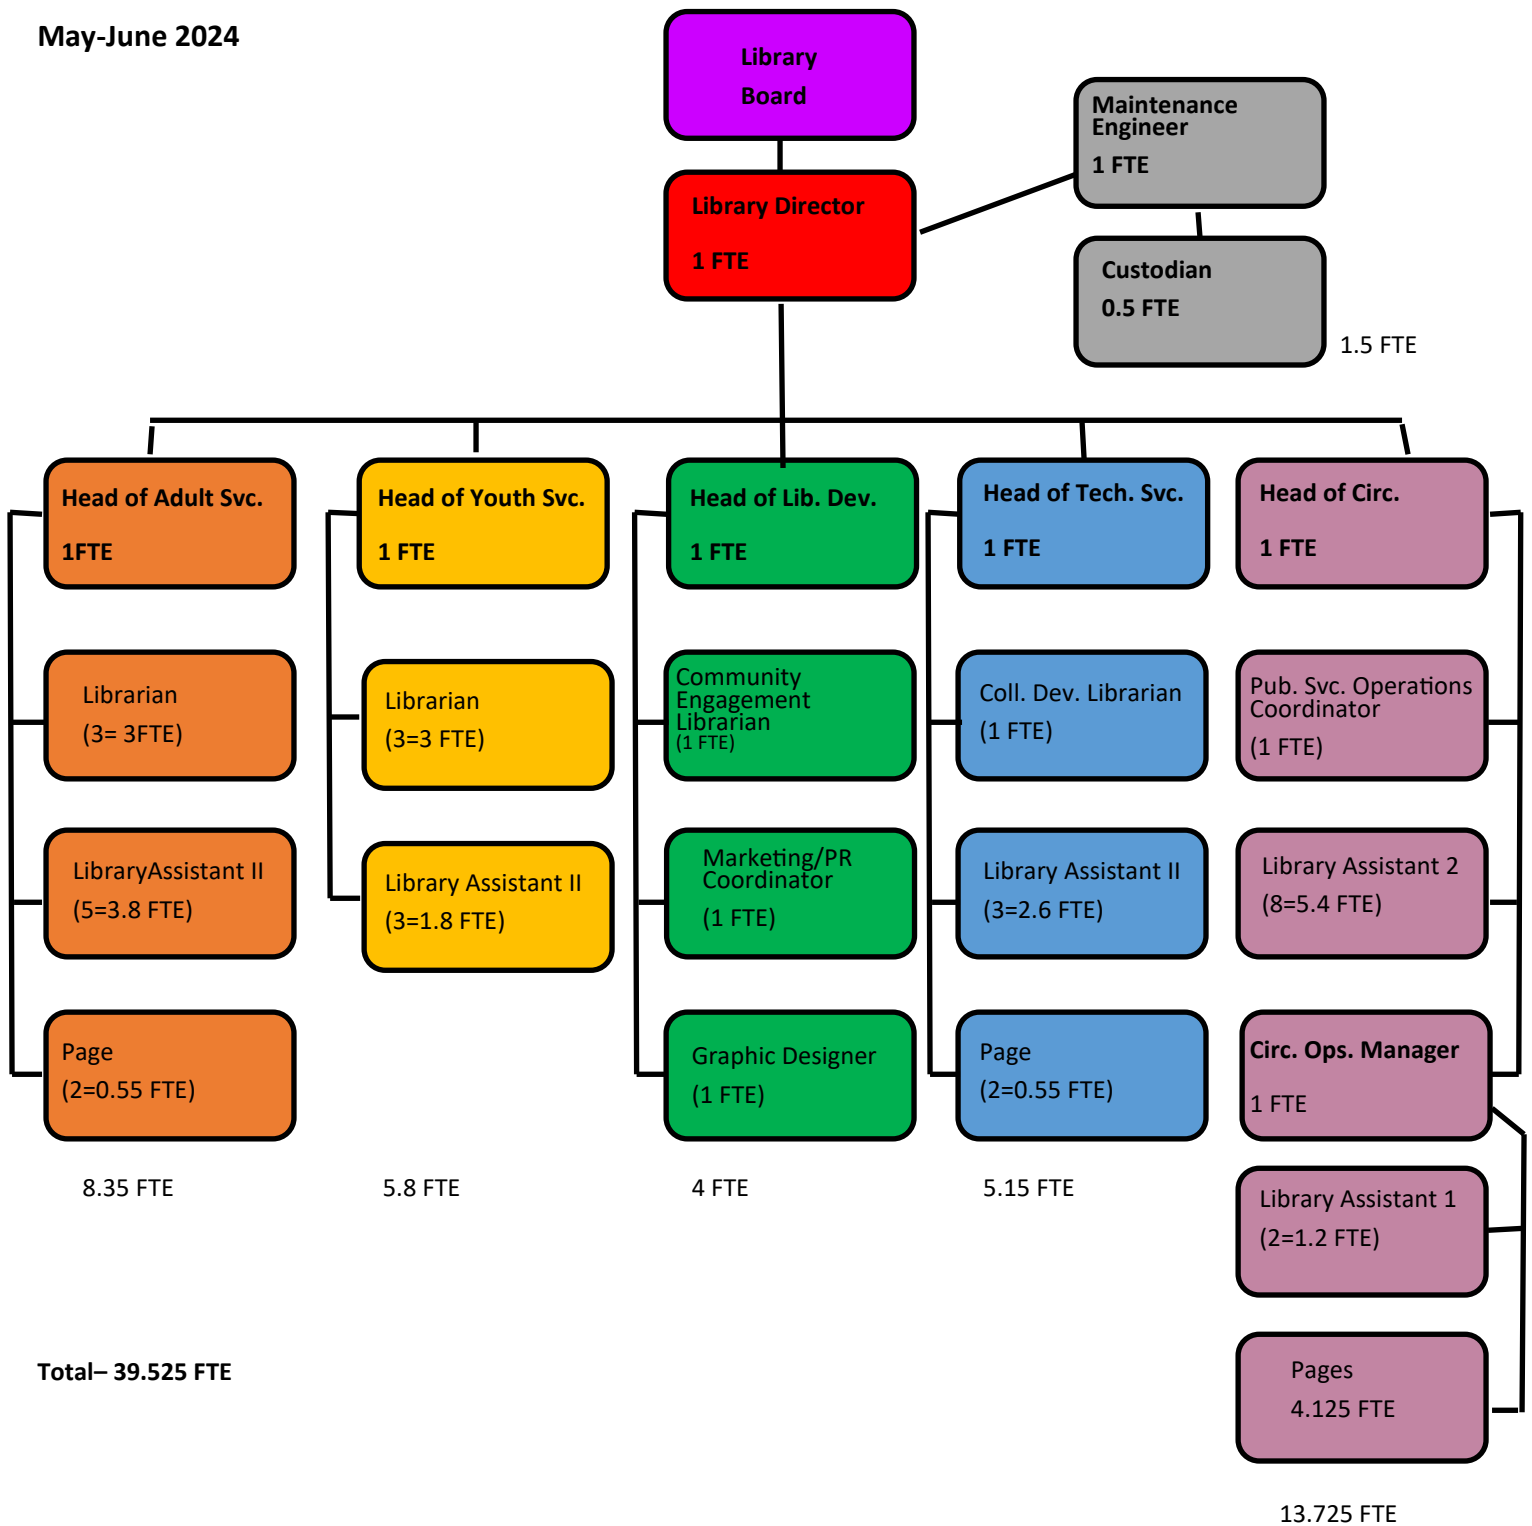 May-June 2024
Library
Board
Maintenance
Engineer
1 FTE
Library Director
1 FTE
Custodian
0.5 FTE
1.5 FTE
Head of Adult Svc.
1FTE
Head of Youth Svc.
1 FTE
Head of Lib. Dev.
1 FTE
Head of Tech. Svc.
1 FTE
Head of Circ.
1 FTE
Librarian
(3= 3FTE)
Librarian
(3=3 FTE)
Community
Engagement
Librarian
(1 FTE)
Coll. Dev. Librarian
(1 FTE)
Pub. Svc. Operations
Coordinator
(1 FTE)
LibraryAssistant II
(5=3.8 FTE)
Library Assistant II
(3=1.8 FTE)
Marketing/PR
Coordinator
(1 FTE)
Library Assistant II
(3=2.6 FTE)
Library Assistant 2
(8=5.4 FTE)
Page
(2=0.55 FTE)
Graphic Designer
(1 FTE)
Page
(2=0.55 FTE)
Circ. Ops. Manager
1 FTE
8.35 FTE
5.8 FTE
4 FTE
5.15 FTE
Library Assistant 1
(2=1.2 FTE)
Total– 39.525 FTE
Pages
4.125 FTE
13.725 FTE